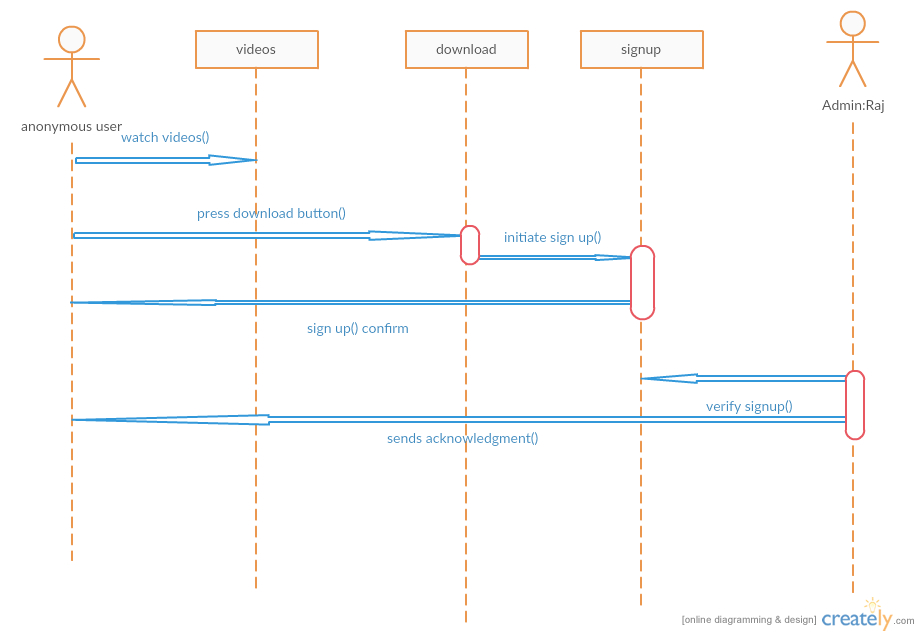 videos
download
signup
Admin:Raj
anonymous user
watch videos()
press download button()
initiate sign up()
sign up() confirm
verify signup()
sends acknowledgment()
[online diagramming & design] creately.com